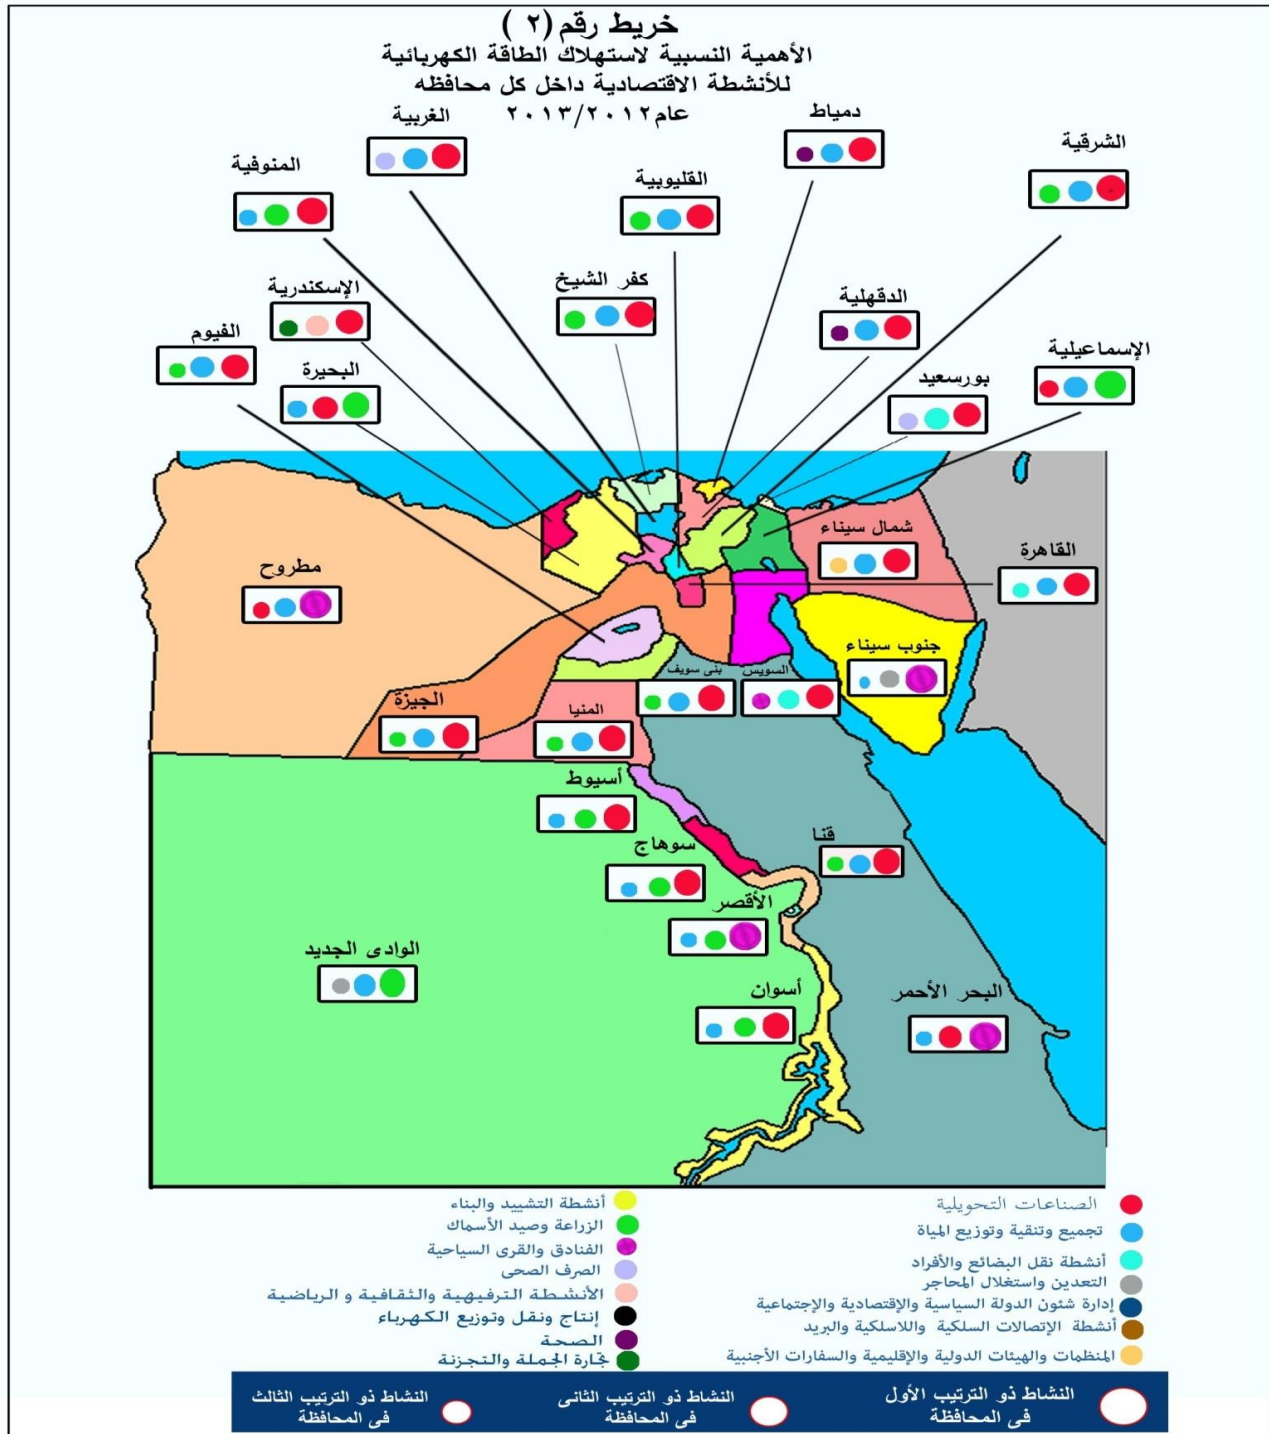 خريط رقم (٢)
الأهمية النسبية لاستهلاك الطاقة الكهربائية
للأنشطة الاقتصادية داخل كل محافظه
عام ٢٠١٣/٢٠١٢
دمياط
الغربية
الشرقية
المنوفية
القليوبية
الإسكندرية
كفر الشيخ
الدقهلية
الفيوم
الإسماعيلية
البحيرة
بورسعيد
شمال سيناء
القاهرة
مطروح
جنوب سيناء
السويس
بنى سويف
الجيزة
المنيا
أسيوط
قنا
سوهاج
الأقصر
الوادى الجديد
أسوان
البحر الأحمر
الصناعات التحويلية
تجميع وتنقية وتوزيع المياة
أنشطة نقل البضائع والأفراد
التعدين واستغلال المحاجر
إدارة شئون الدولة السياسية والإقتصادية والإجتماعية
أنشطة الإتصالات السلكية واللاسلكية والبريد
المنظمات والهيئات الدولية والإقليمية والسفارات الأجنبية
أنشطة التشييد والبناء
الزراعة وصيد الأسماك
الفنادق والقرى السياحية
الصرف الصحى
الأنشطة الترفيهية والثقافية و الرياضية
إنتاج ونقل وتوزيع الكهرباء
الصحة
تجارة الجملة والتجزئة
النشاط ذو الترتيب الأول
فى المحافظة
النشاط ذو الترتيب الثانى
فى المحافظة
النشاط ذو الترتيب الثالث
فى المحافظة